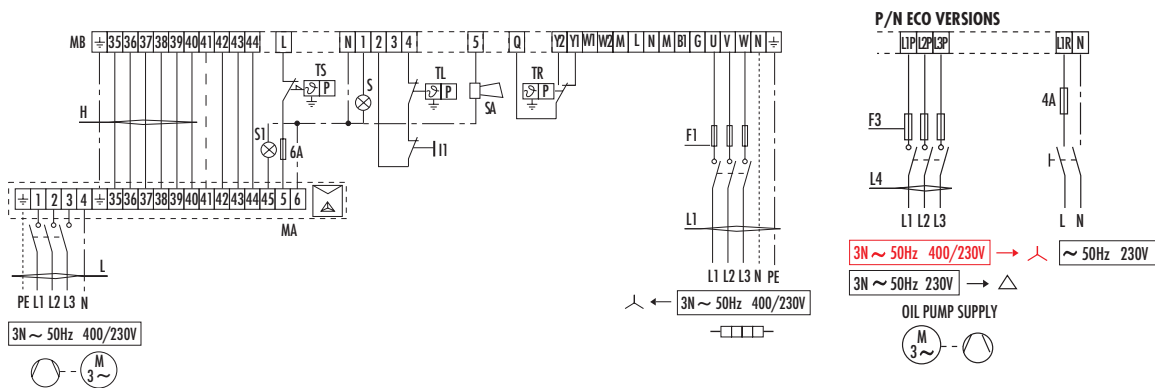 P/N ECO VERSIONS
MB 35 36 37 38 39 40 41 42 43 44 L N 1 2 3 4 5 Q Y2 Y1 W1 W2 M L N M B1 G U V W N
L1P L2P L3P L1R N
TS P
S
TL P
SA
TR P
4A
H
S1
6A
I1
F1
F3
L4
1 2 3 4 35 36 37 38 39 40 41 42 43 44 45 5 6
MA
L1
L1 L2 L3 L N
L
L1 L2 L3 N PE
PE L1 L2 L3 N
3N ~ 50Hz 400/230V
~ 50Hz 230V
3N ~ 50Hz 230V
3N ~ 50Hz 400/230V
OIL PUMP SUPPLY
3N ~ 50Hz 400/230V
M
3~
M
3~